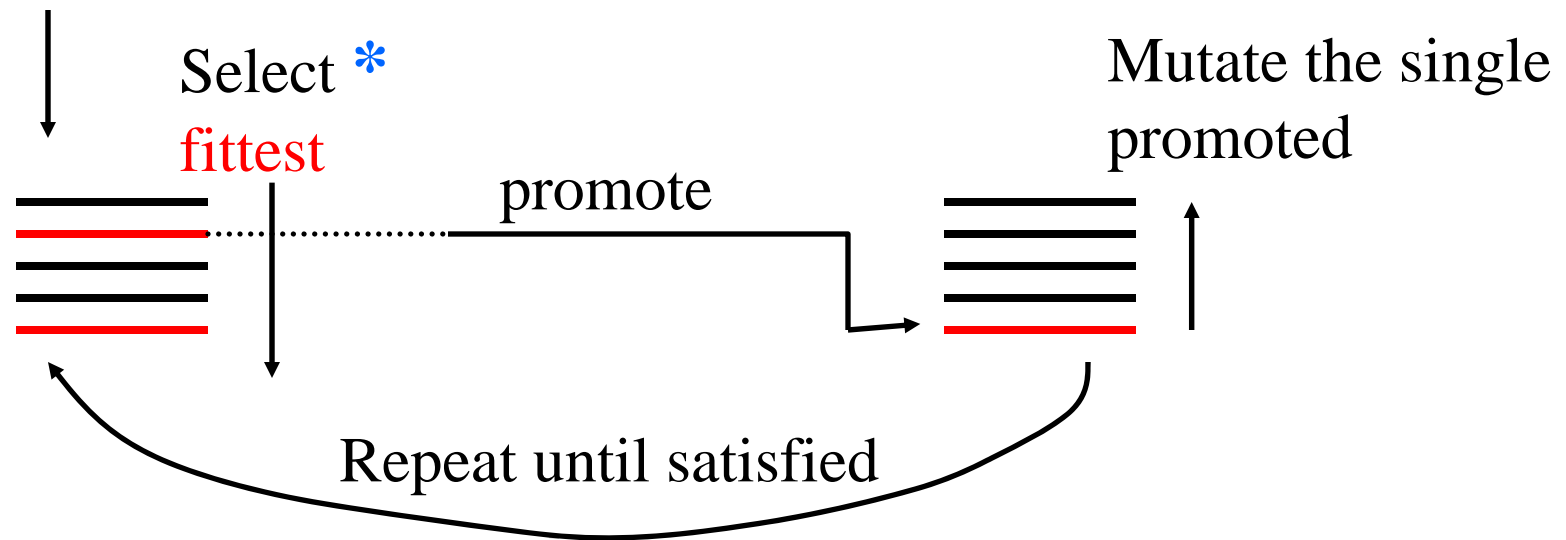 Select *
fittest
promote
Mutate the single
promoted
Repeat until satisfied